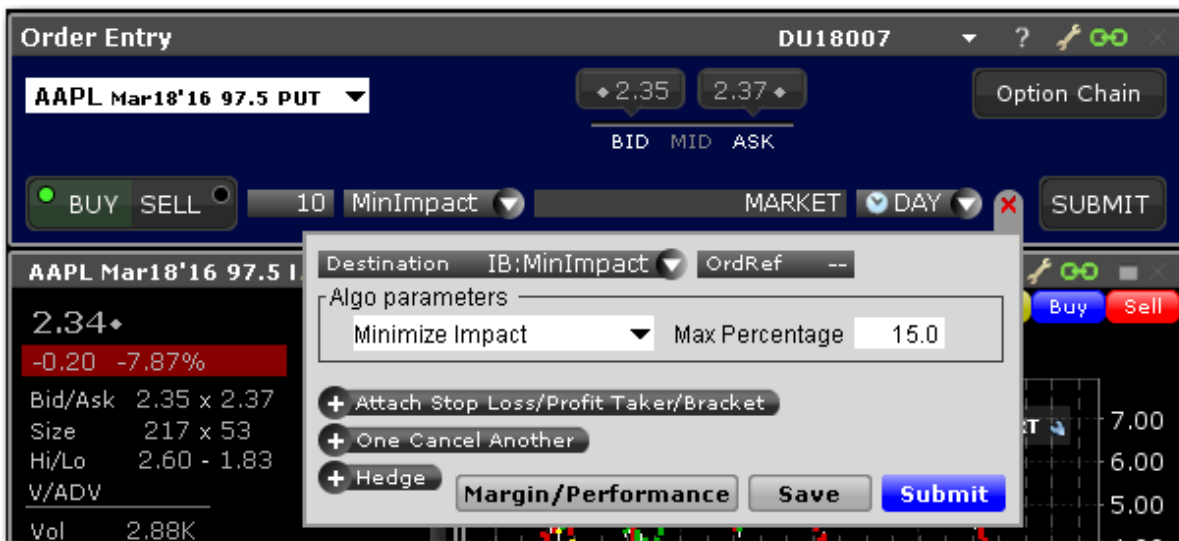 Order Entry DU18007 ?
AAPL Mar18'16 97.5 PUT 2.35 2.37 Option Chain
BID MID ASK
BUY SELL 10 MinImpact MARKET DAY SUBMIT
AAPL Mar18'16 97.5
Destination IB:MinImpact OrdRef --
Algo parameters
Buy Sell
2.34
Minimize Impact Max Percentage 15.0
-0.20 -7.87%
Bid/Ask 2.35 x 2.37
+ Attach Stop Loss/Profit Taker/Bracket
7.00
Size 217 x 53
+ One Cancel Another
Hi/Lo 2.60 - 1.83
6.00
+ Hedge
V/ADV
Margin/Performance Save Submit
5.00
Vol 2.88K